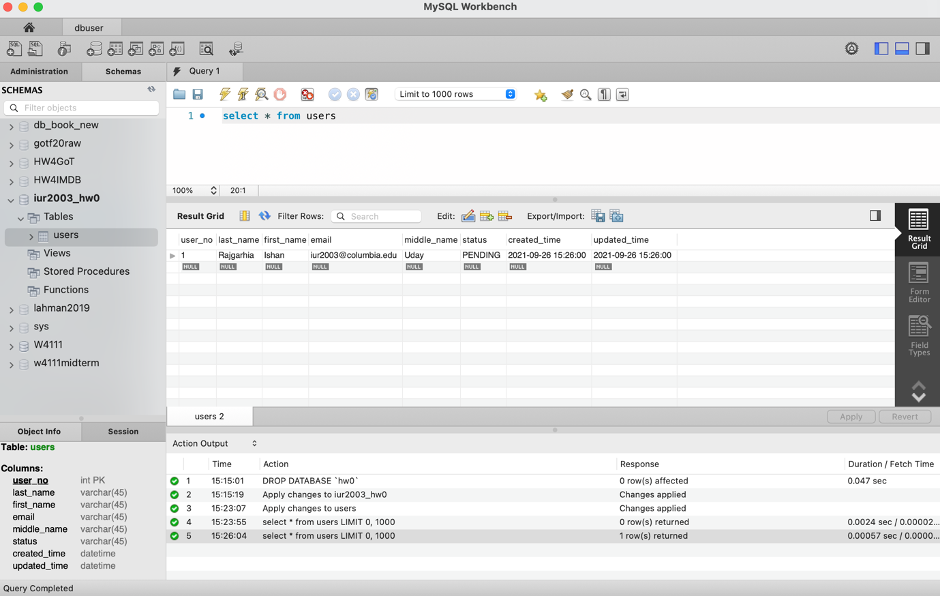 MySQL Workbench
dbuser
Administration
Schemas
Query 1
SCHEMAS
Filter objects
db_book_new
gotf20raw
HW4GoT
HW4IMDB
iur2003_hw0
Tables
users
Views
Stored Procedures
Functions
lahman2019
sys
W4111
w4111midterm
Limit to 1000 rows
1 select * from users
100% 20:1
Result Grid Filter Rows: Search Edit: Export/Import:
user_no last_name first_name email middle_name status created_time updated_time
1 Rajgarhia Ishan iur2003@columbia.edu Uday PENDING 2021-09-26 15:26:00 2021-09-26 15:26:00
NULL NULL NULL NULL NULL NULL NULL NULL
Result
Grid
Form
Editor
Field
Types
users 2
Apply Revert
Object Info Session
Table: users
Columns:
user_no int PK
last_name varchar(45)
first_name varchar(45)
email varchar(45)
middle_name varchar(45)
status varchar(45)
created_time datetime
updated_time datetime
Action Output
Time Action Response Duration / Fetch Time
1 15:15:01 DROP DATABASE `hw0` 0 row(s) affected 0.047 sec
2 15:15:19 Apply changes to iur2003_hw0 Changes applied
3 15:23:07 Apply changes to users Changes applied
4 15:23:55 select * from users LIMIT 0, 1000 0 row(s) returned 0.0024 sec / 0.00002...
5 15:26:04 select * from users LIMIT 0, 1000 1 row(s) returned 0.00057 sec / 0.0000...
Query Completed